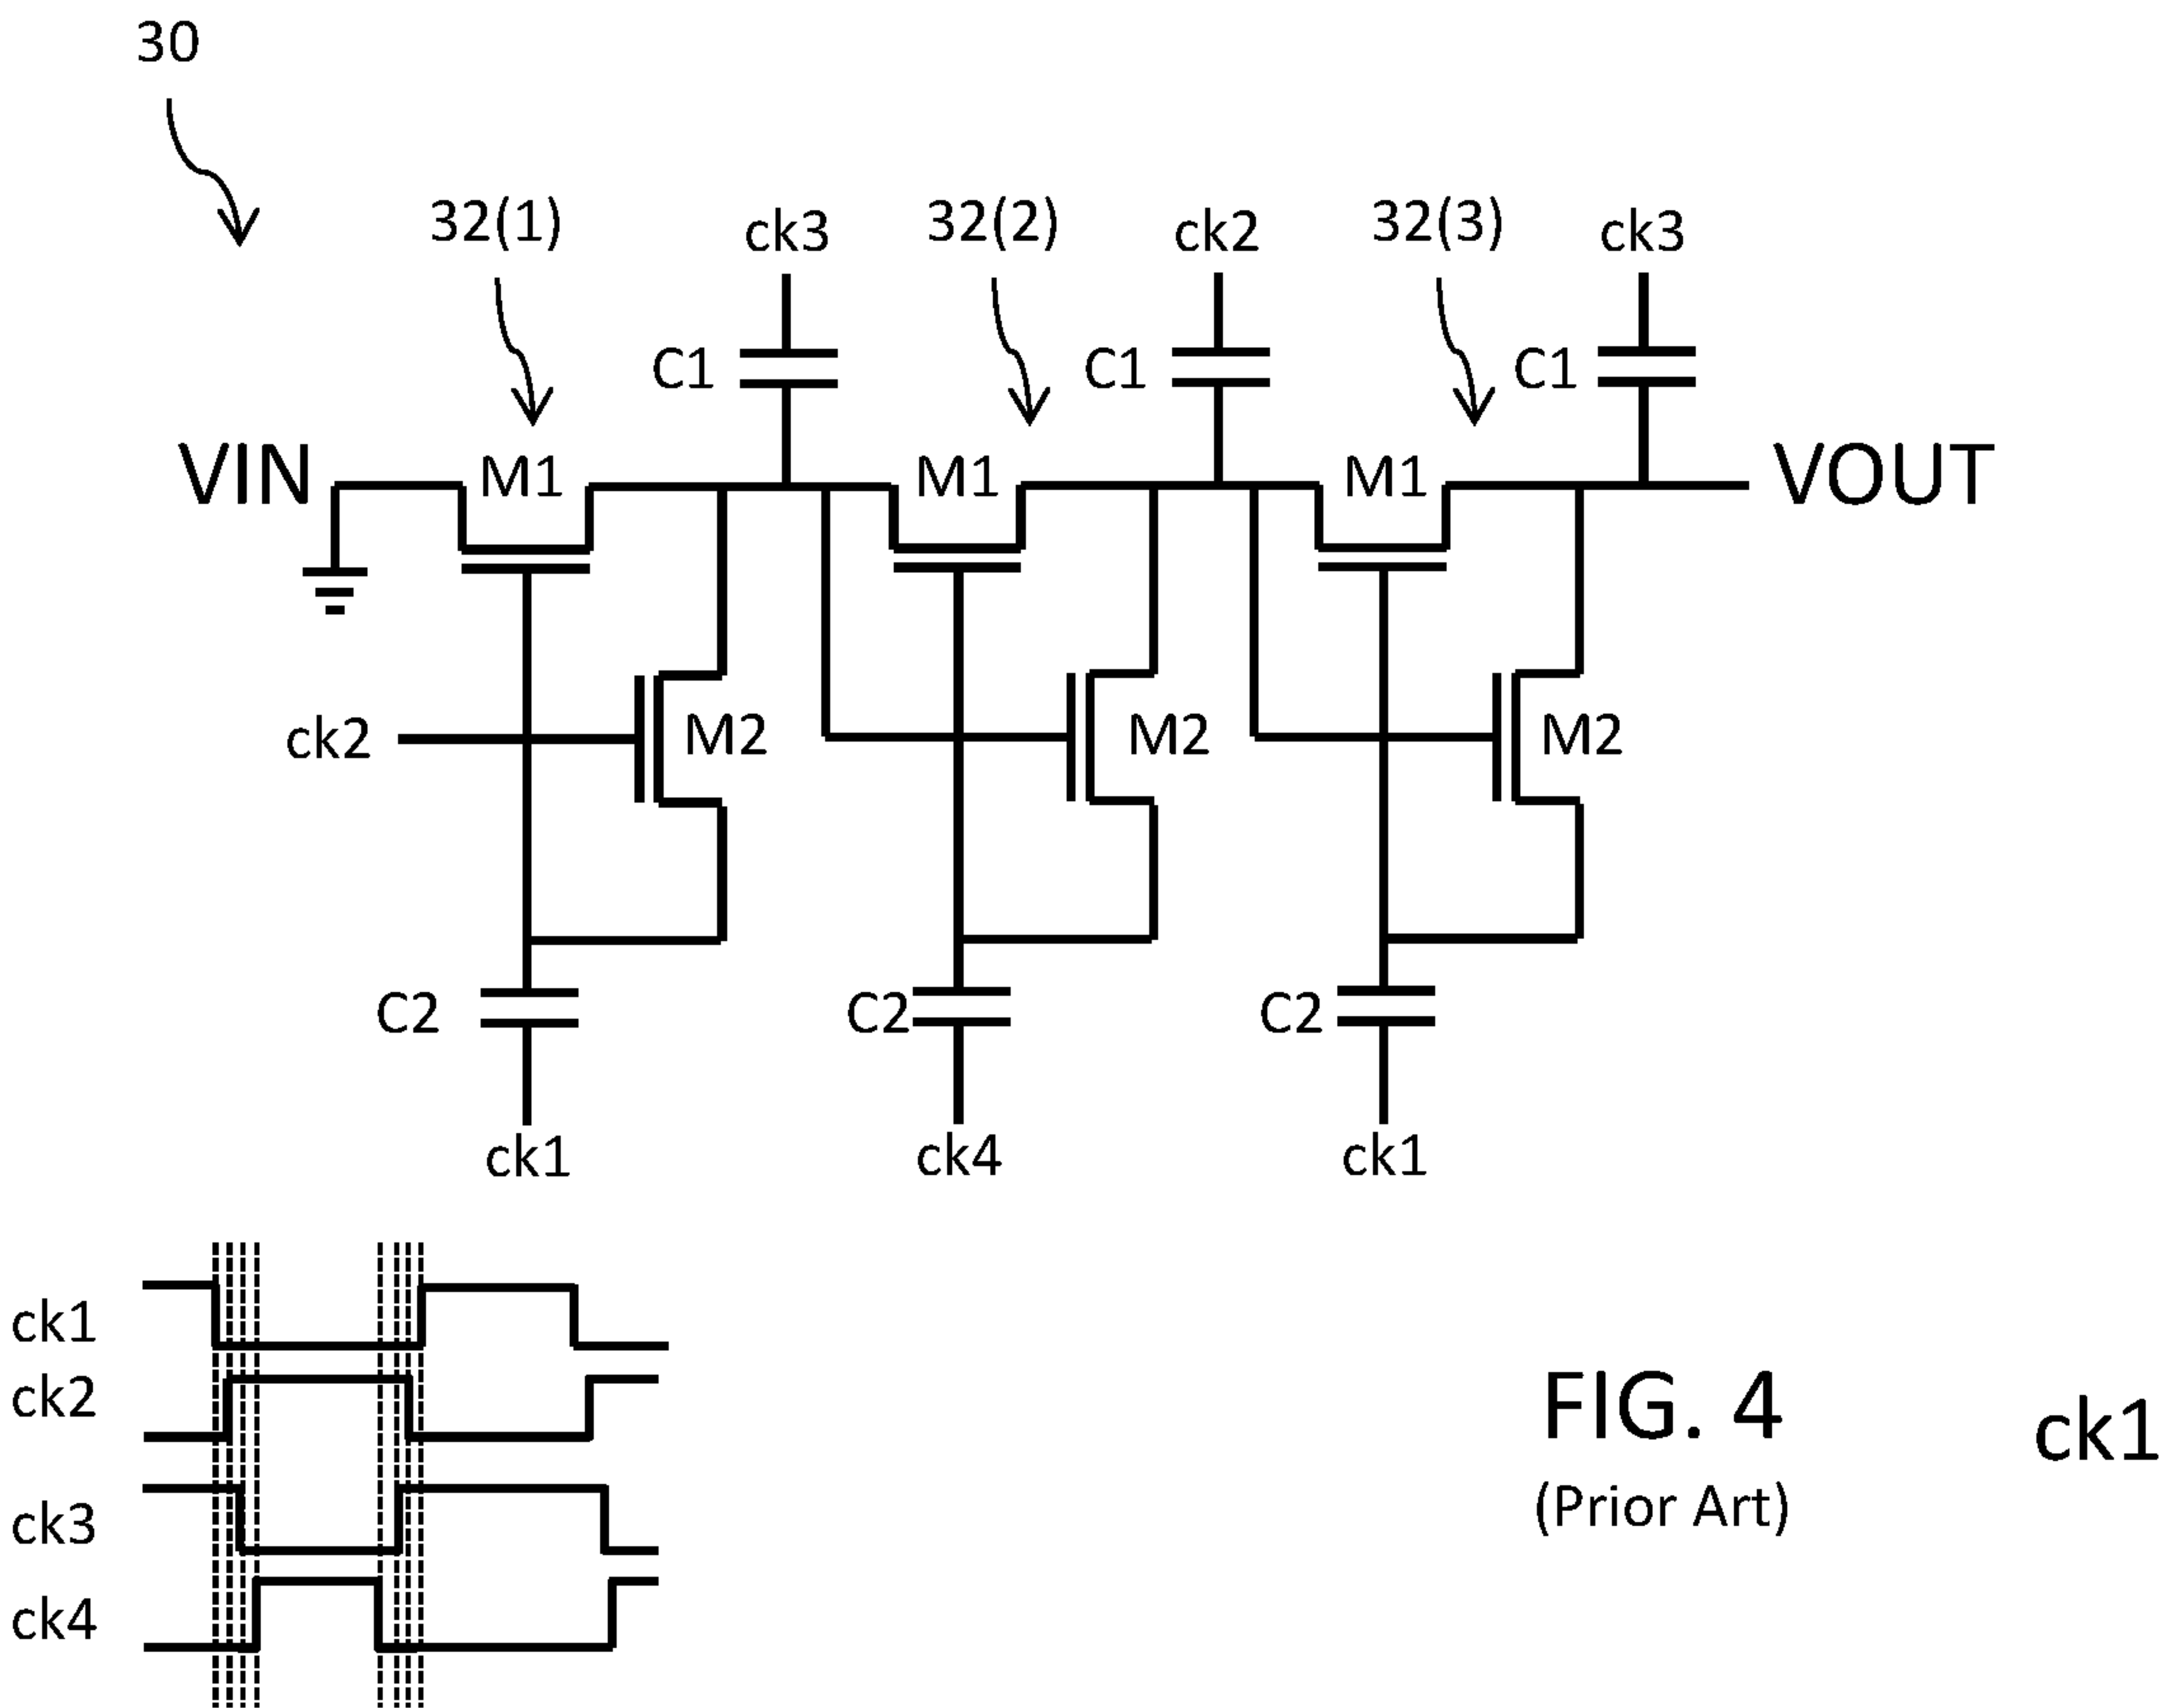 30
32(1) ck3 32(2) ck2 32(3) ck3
C1 C1 C1
VIN M1 M1 M1 VOUT
ck2 M2 M2 M2
C2 C2 C2
ck1 ck4 ck1
ck1
ck2
ck3
ck4
FIG. 4
(Prior Art)
ck1